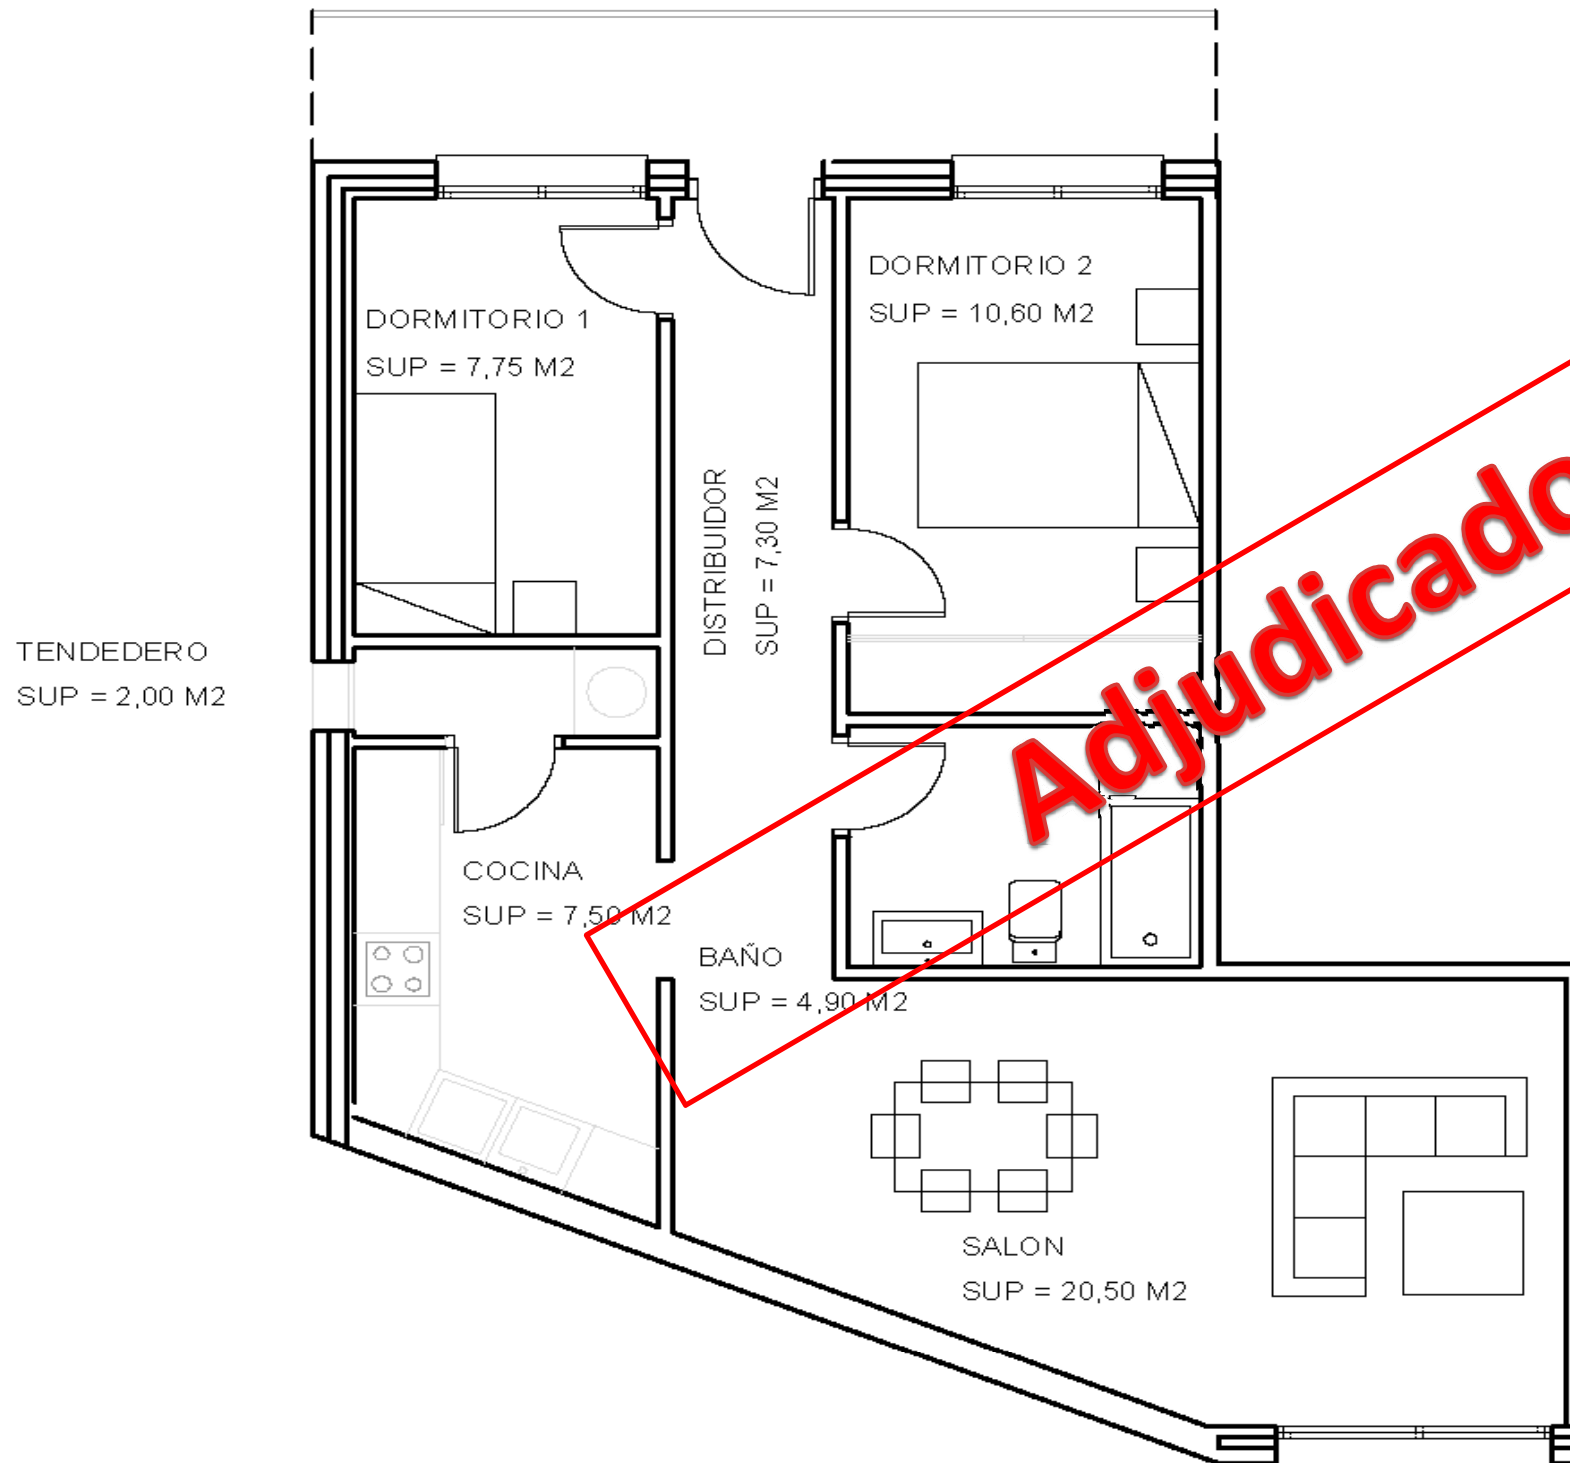 DORMITORIO 2
SUP = 10,60 M2
DORMITORIO 1
SUP = 7,75 M2
DISTRIBUIDOR
SUP = 7,30 M2
Adjudicado
TENDEDERO
SUP = 2,00 M2
COCINA
SUP = 7,50 M2
BAÑO
SUP = 4,90 M2
SALON
SUP = 20,50 M2